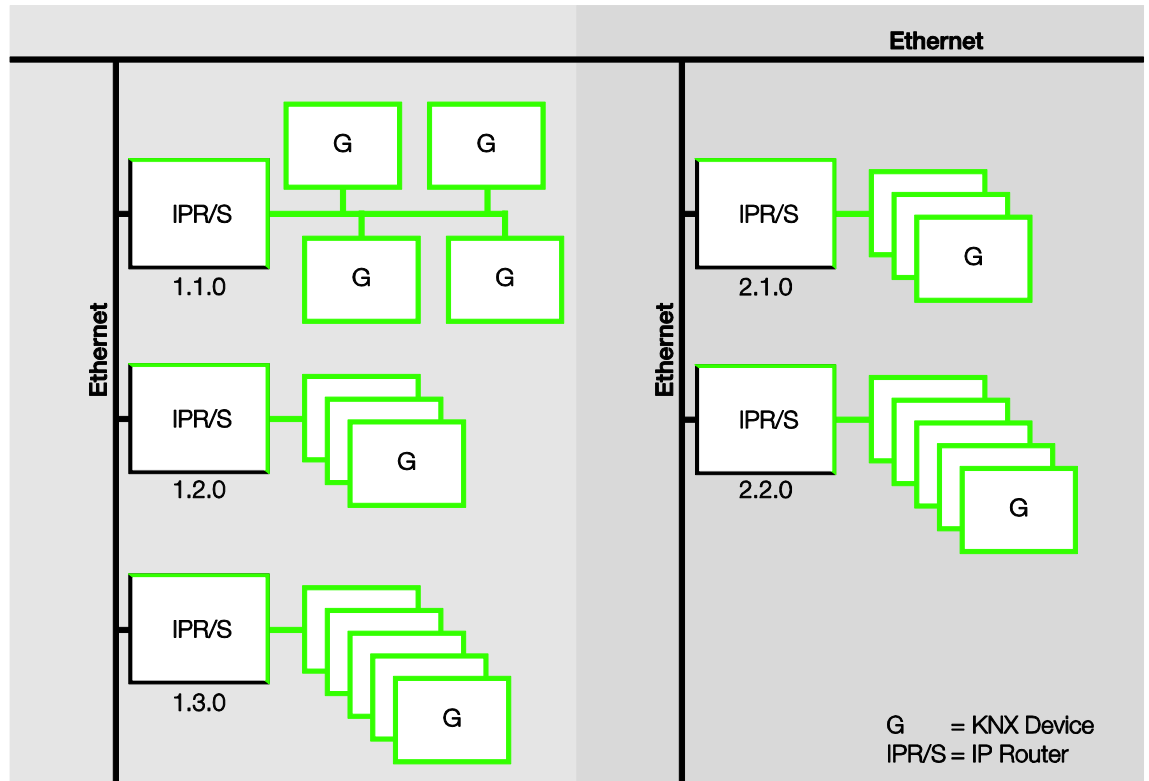 Ethernet
G
G
IPR/S
G
G
1.1.0
Ethernet
IPR/S
G
1.2.0
IPR/S
G
1.3.0
IPR/S
G
2.1.0
Ethernet
IPR/S
G
2.2.0
G = KNX Device
IPR/S = IP Router